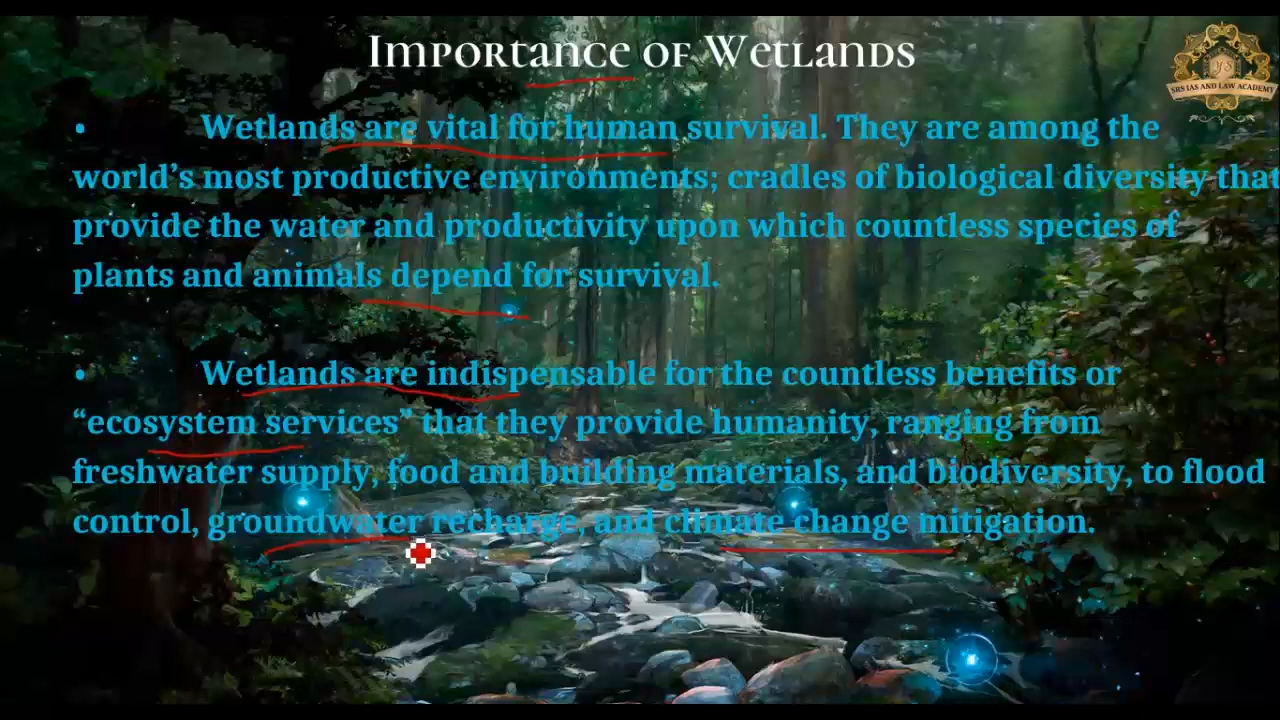 Importance of Wetlands
SRS IAS AND LAW ACADEMY
• Wetlands are vital for human survival. They are among the
world’s most productive environments; cradles of biological diversity that
provide the water and productivity upon which countless species of
plants and animals depend for survival.
• Wetlands are indispensable for the countless benefits or
“ecosystem services” that they provide humanity, ranging from
freshwater supply, food and building materials, and biodiversity, to flood
control, groundwater recharge, and climate change mitigation.